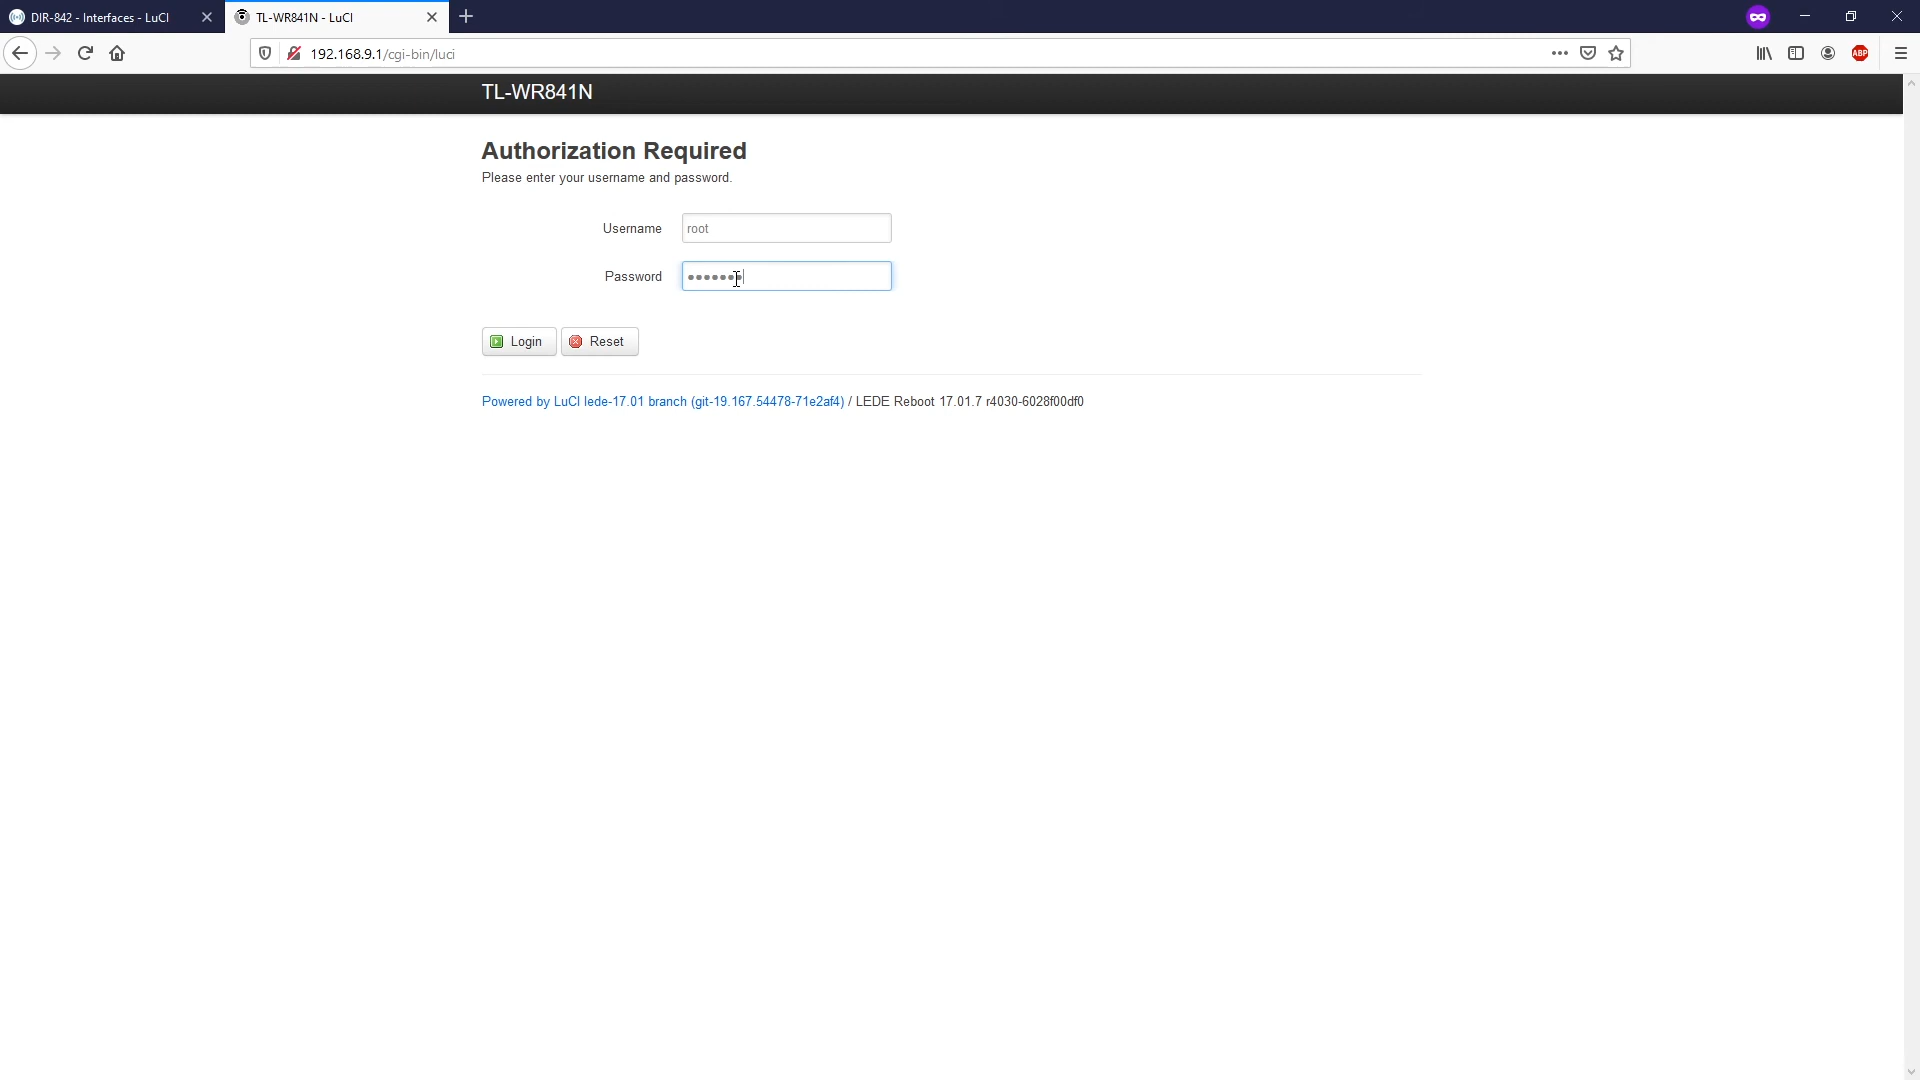 DIR-842 - Interfaces - LuCI
TL-WR841N - LuCI
192.168.9.1/cgi-bin/luci
ABP
TL-WR841N
Authorization Required
Please enter your username and password.
Username
root
Password
Login
Reset
Powered by LuCI lede-17.01 branch (git-19.167.54478-71e2af4) / LEDE Reboot 17.01.7 r4030-6028f00df0